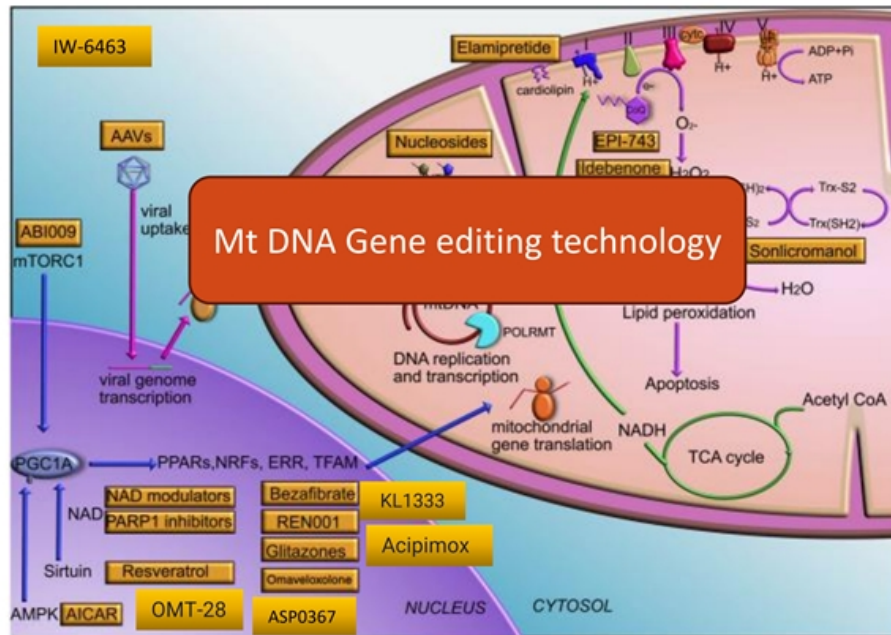 IW-6463
Elamipretide
cardiolipin
I
II
III
cytc
IV
V
H+
H+
H+
ADP+Pi
ATP
AAVs
Nucleosides
e-
CoQ
O2-
EPI-743
Idebenone
H2O2
viral
uptake
ABI009
mTORC1
Mt DNA Gene editing technology
Trx-S2
Trx(SH2)
Sonlicromanol
H2O
Lipid peroxidation
mtDNA
POLRMT
DNA replication
and transcription
Apoptosis
viral genome
transcription
mitochondrial
gene translation
NADH
Acetyl CoA
TCA cycle
PGC1A
PPARs,NRFs, ERR, TFAM
NAD
NAD modulators
PARP1 inhibitors
Bezafibrate
KL1333
REN001
Glitazones
Acipimox
Sirtuin
Resveratrol
Omaveloxolone
AMPK
AICAR
OMT-28
ASP0367
NUCLEUS
CYTOSOL